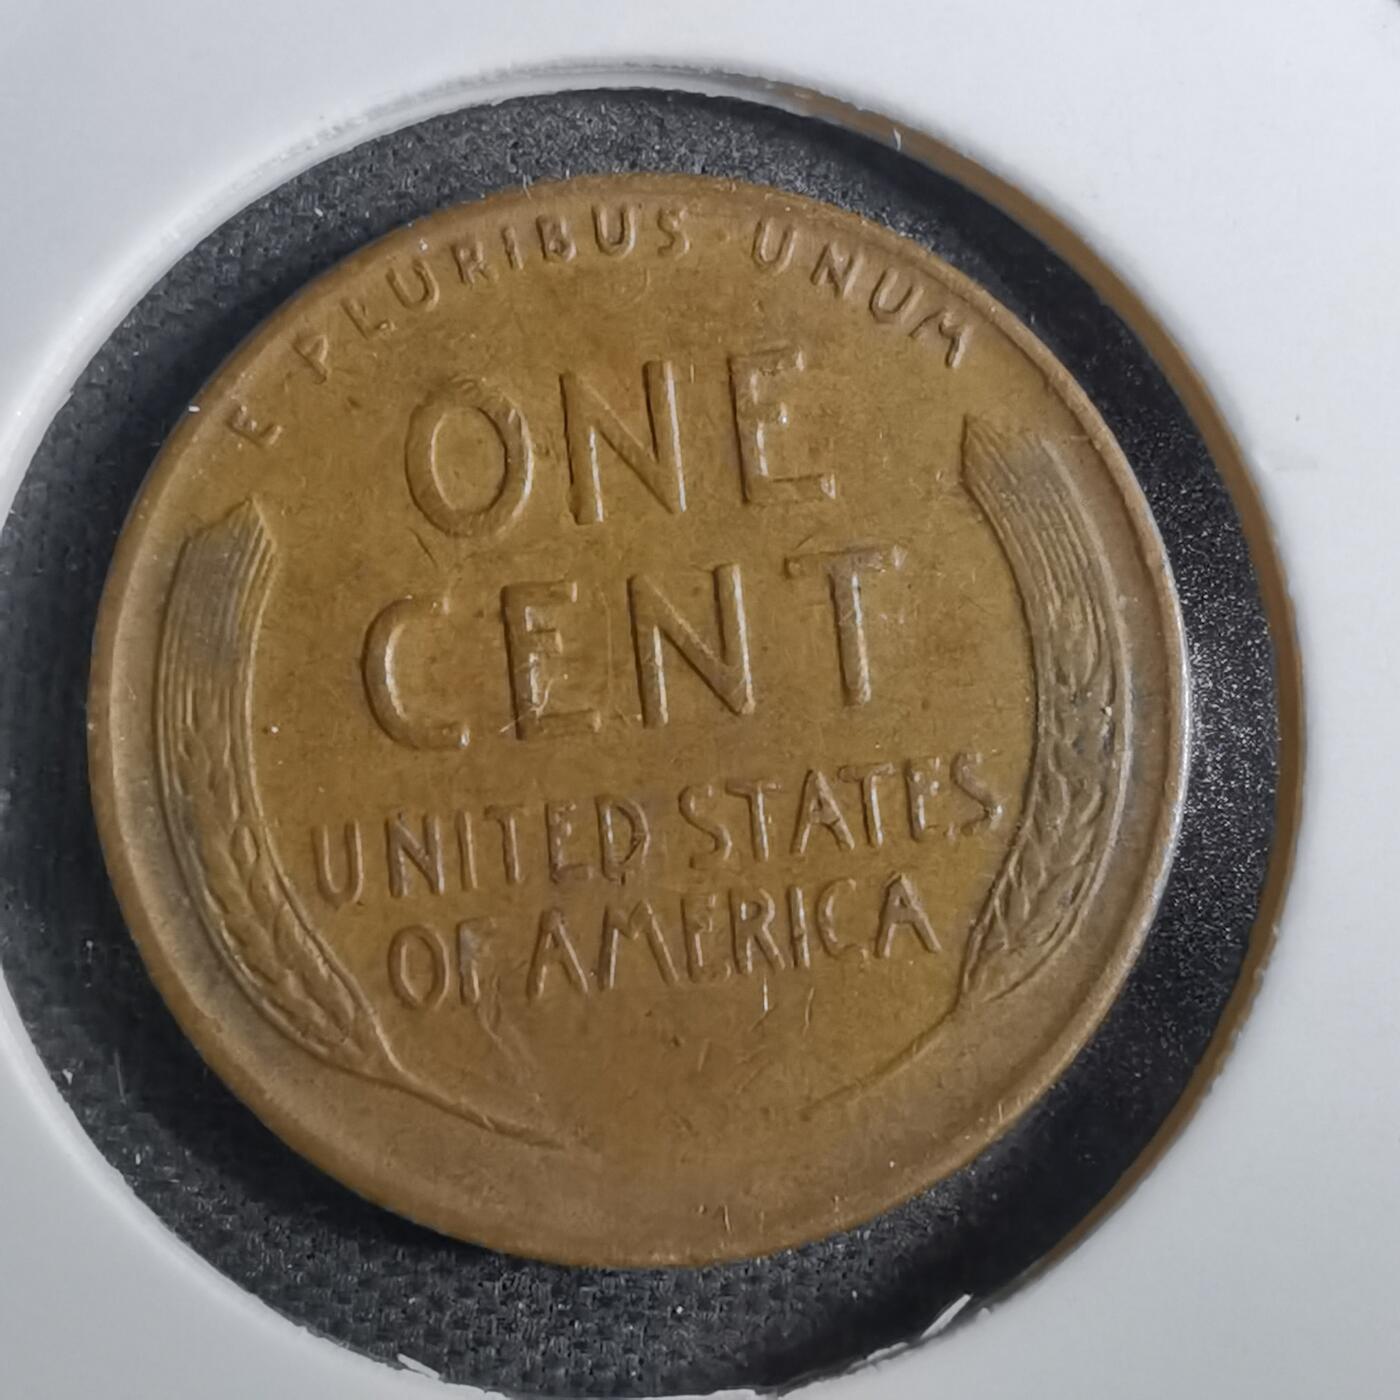 E PLURIBUS UNUM
ONE
CENT
UNITED STATES
OF AMERICA